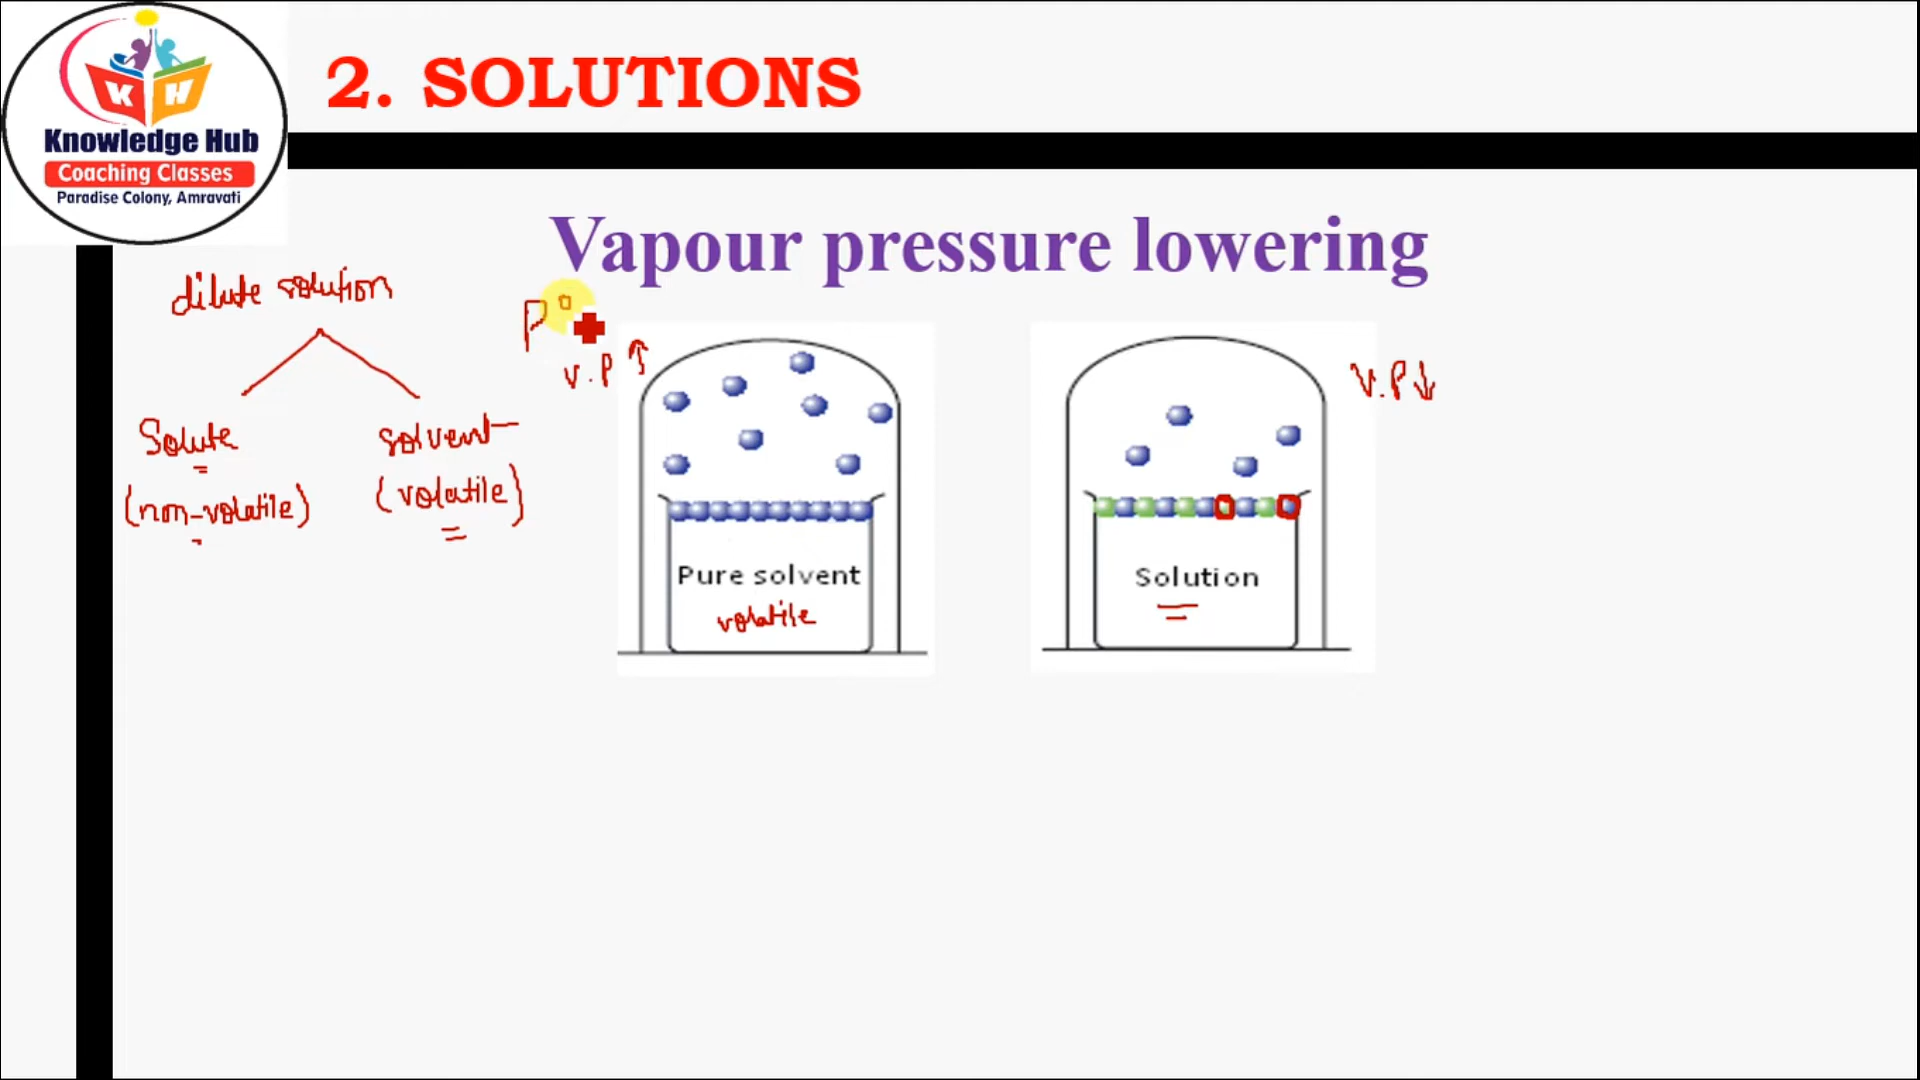 K H
Knowledge Hub
Coaching Classes
Paradise Colony, Amravati
2. SOLUTIONS
Vapour pressure lowering
dilute solution
Solute
(non-volatile)
solvent
(volatile)
P°
V.P ↑
Pure solvent
volatile
V.P ↓
Solution